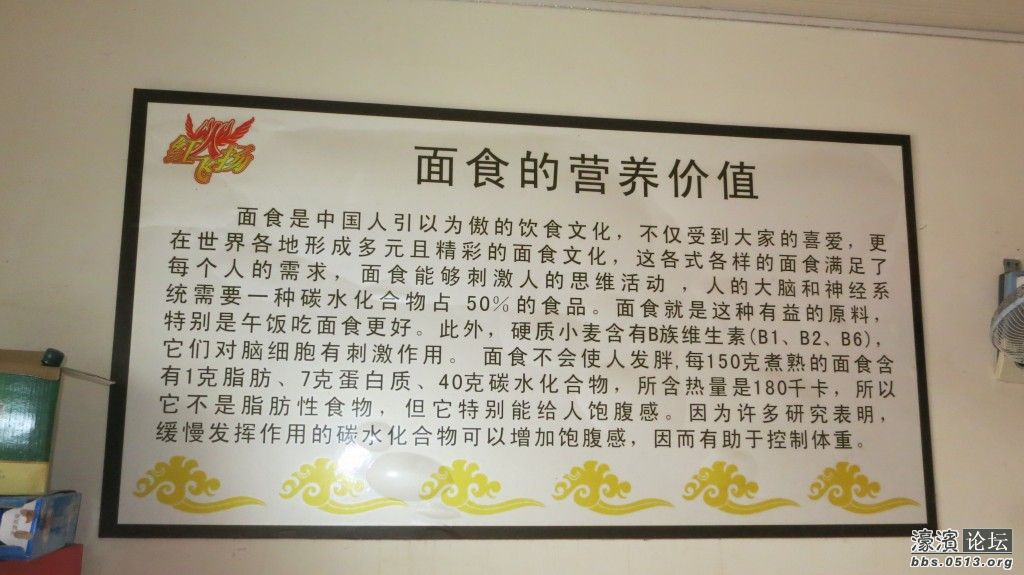 红火飞扬
面食的营养价值
面食是中国人引以为傲的饮食文化，不仅受到大家的喜爱，更
在世界各地形成多元且精彩的面食文化，这各式各样的面食满足了
每个人的需求，面食能够刺激人的思维活动，人的大脑和神经系
统需要一种碳水化合物占50%的食品。面食就是这种有益的原料，
特别是午饭吃面食更好。此外，硬质小麦含有B族维生素(B1、B2、B6)，
它们对脑细胞有刺激作用。 面食不会使人发胖,每150克煮熟的面食含
有1克脂肪、7克蛋白质、40克碳水化合物，所含热量是180千卡，所以
它不是脂肪性食物，但它特别能给人饱腹感。因为许多研究表明，
缓慢发挥作用的碳水化合物可以增加饱腹感，因而有助于控制体重。
濠滨论坛
bbs.0513.org